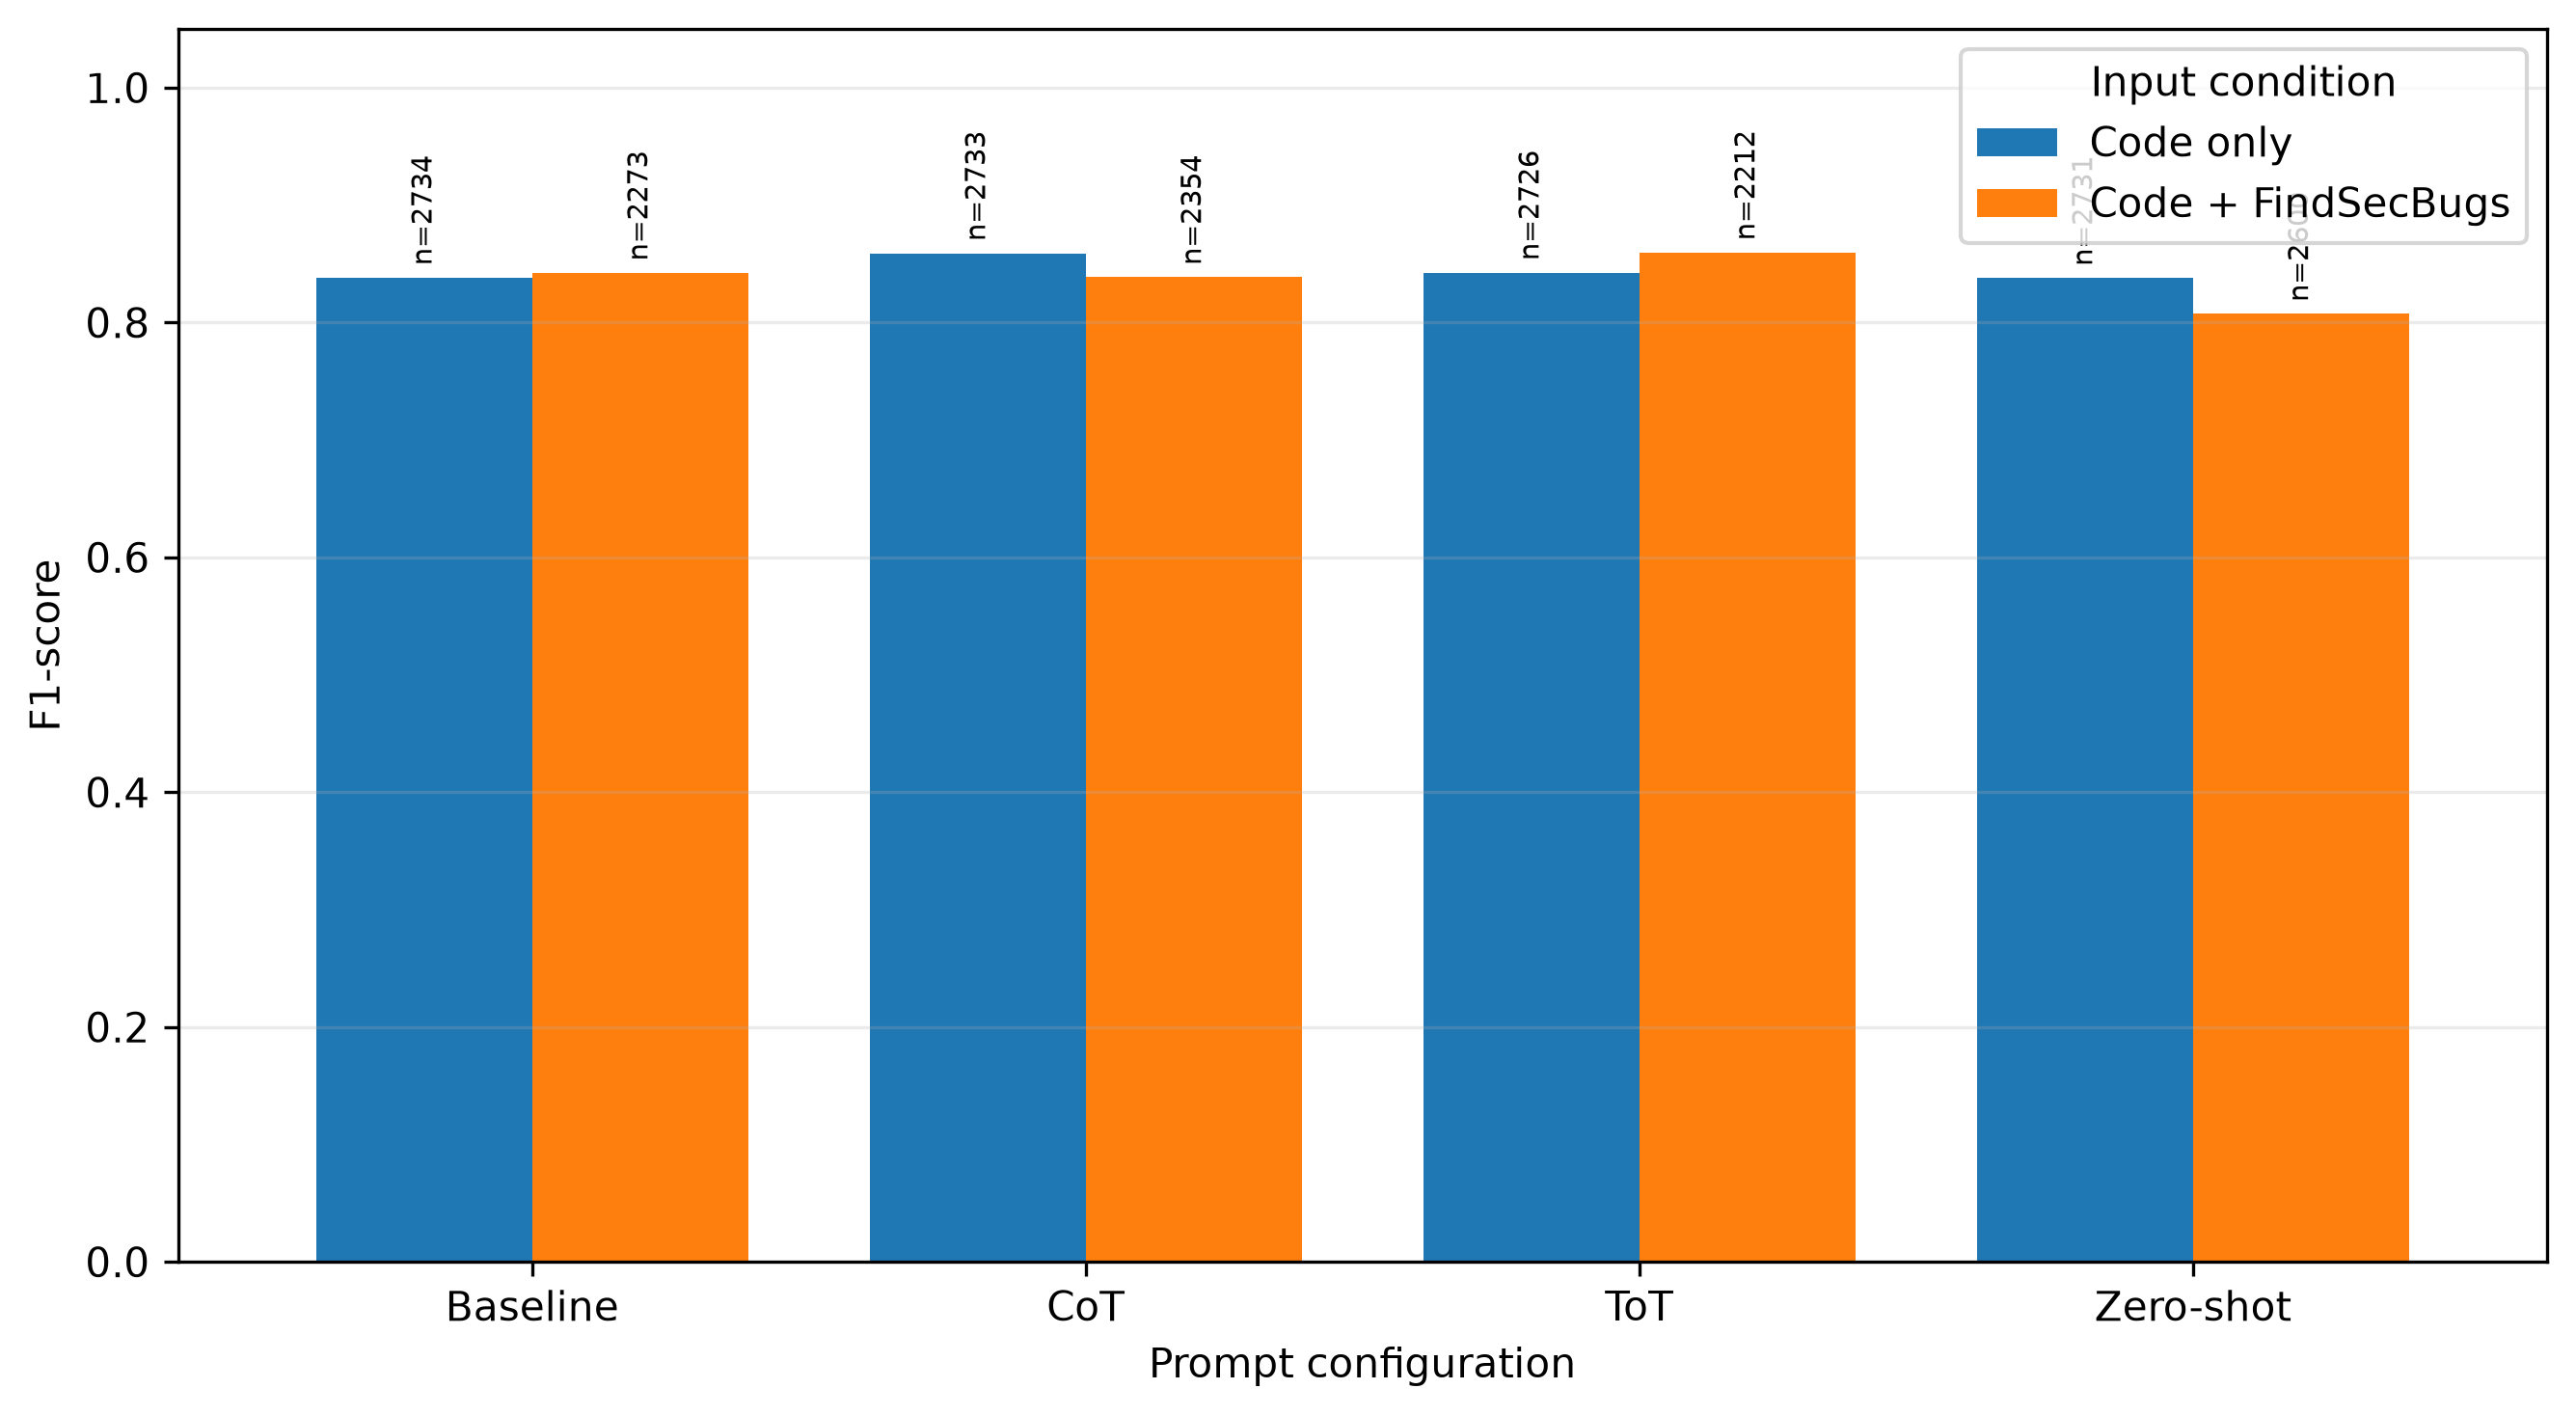 Input condition
Code only
Code + FindSecBugs
n=2734
n=2273
n=2733
n=2354
n=2726
n=2212
n=2731
1.0
0.8
0.6
0.4
0.2
0.0
F1-score
Baseline
CoT
ToT
Zero-shot
Prompt configuration